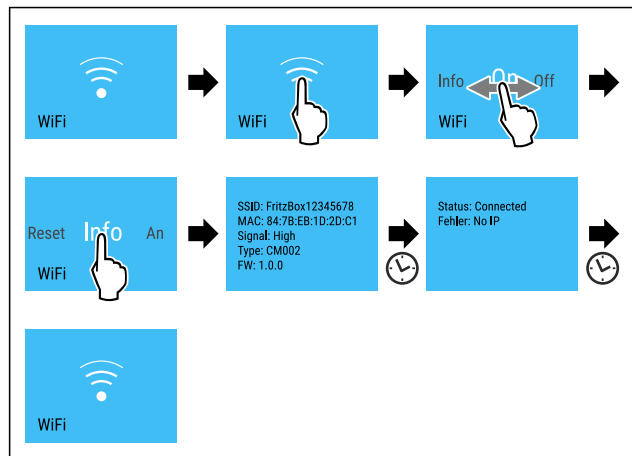 WiFi
WiFi
Info On Off
WiFi
Reset Info An
WiFi
SSID: FritzBox12345678
MAC: 84:7B:EB:1D:2D:C1
Signal: High
Type: CM002
FW: 1.0.0
Status: Connected
Fehler: No IP
WiFi